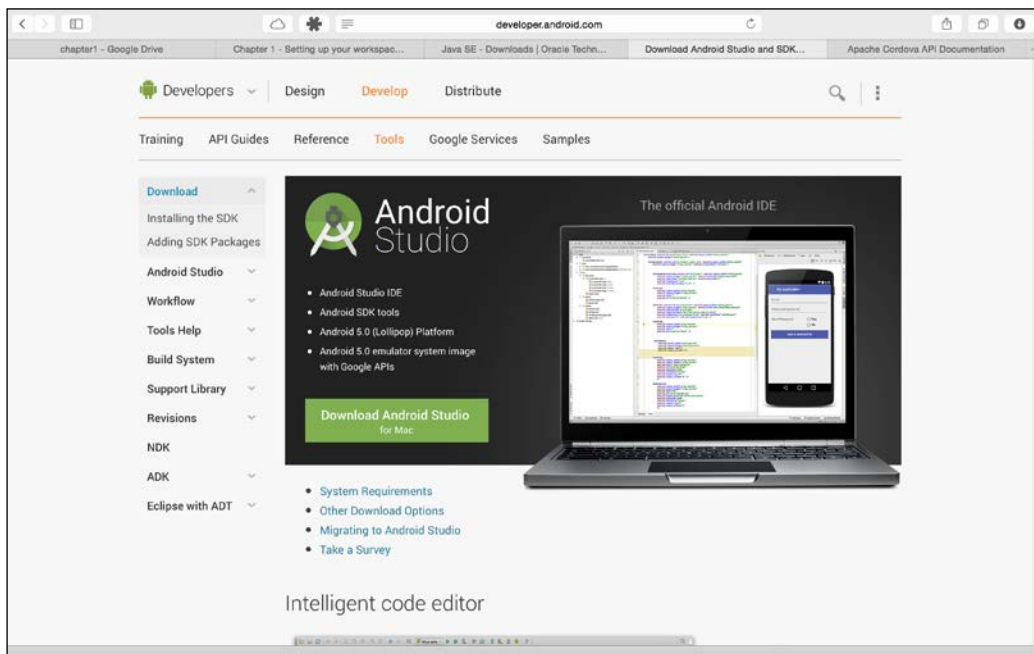 developer.android.com
chapter1 - Google Drive
Chapter 1 - Setting up your workspac...
Java SE - Downloads | Oracle Techn...
Download Android Studio and SDK...
Apache Cordova API Documentation
Developers
Design
Develop
Distribute
Training
API Guides
Reference
Tools
Google Services
Samples
Download
Installing the SDK
Adding SDK Packages
Android Studio
Workflow
Tools Help
Build System
Support Library
Revisions
NDK
ADK
Eclipse with ADT
Android
Studio
The official Android IDE
• Android Studio IDE
• Android SDK tools
• Android 5.0 (Lollipop) Platform
• Android 5.0 emulator system image
with Google APIs
Download Android Studio
for Mac
• System Requirements
• Other Download Options
• Migrating to Android Studio
• Take a Survey
Intelligent code editor